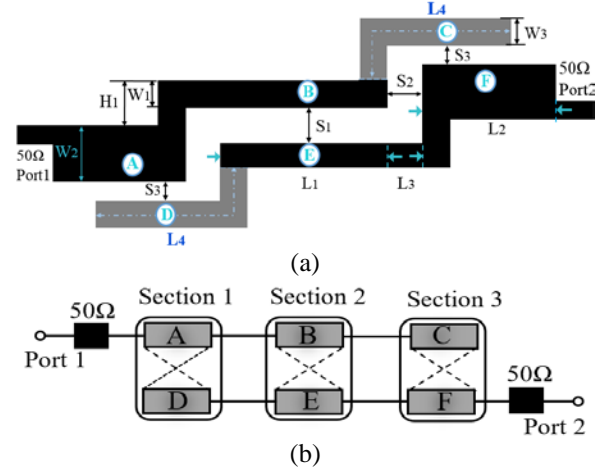 L4
C
W3
S3
W1
H1
B
S2
F
50Ω
Port2
S1
L2
W2
A
50Ω
Port1
E
S3
L1
L3
D
L4
(a)
Section 1 Section 2 Section 3
50Ω
A B C
Port 1
50Ω
D E F
Port 2
(b)